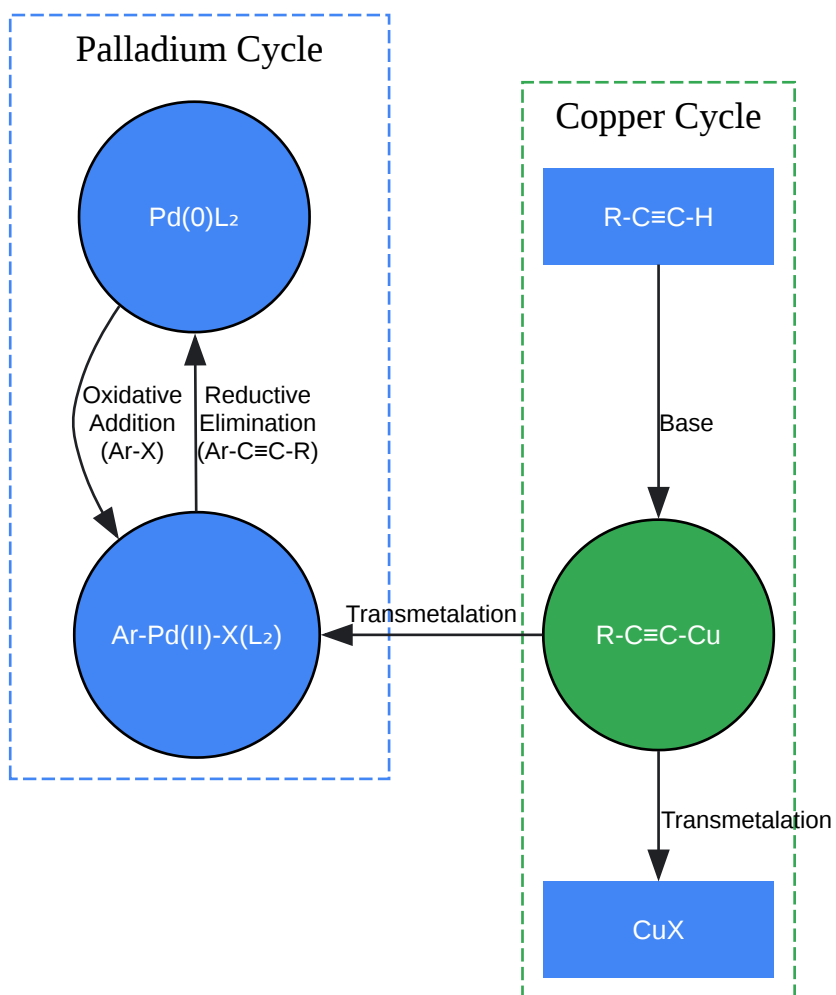 Palladium Cycle
Pd(0)L₂
Oxidative
Addition
(Ar-X)
Reductive
Elimination
(Ar-C≡C-R)
Ar-Pd(II)-X(L₂)
Transmetalation
Copper Cycle
R-C≡C-H
Base
R-C≡C-Cu
Transmetalation
CuX